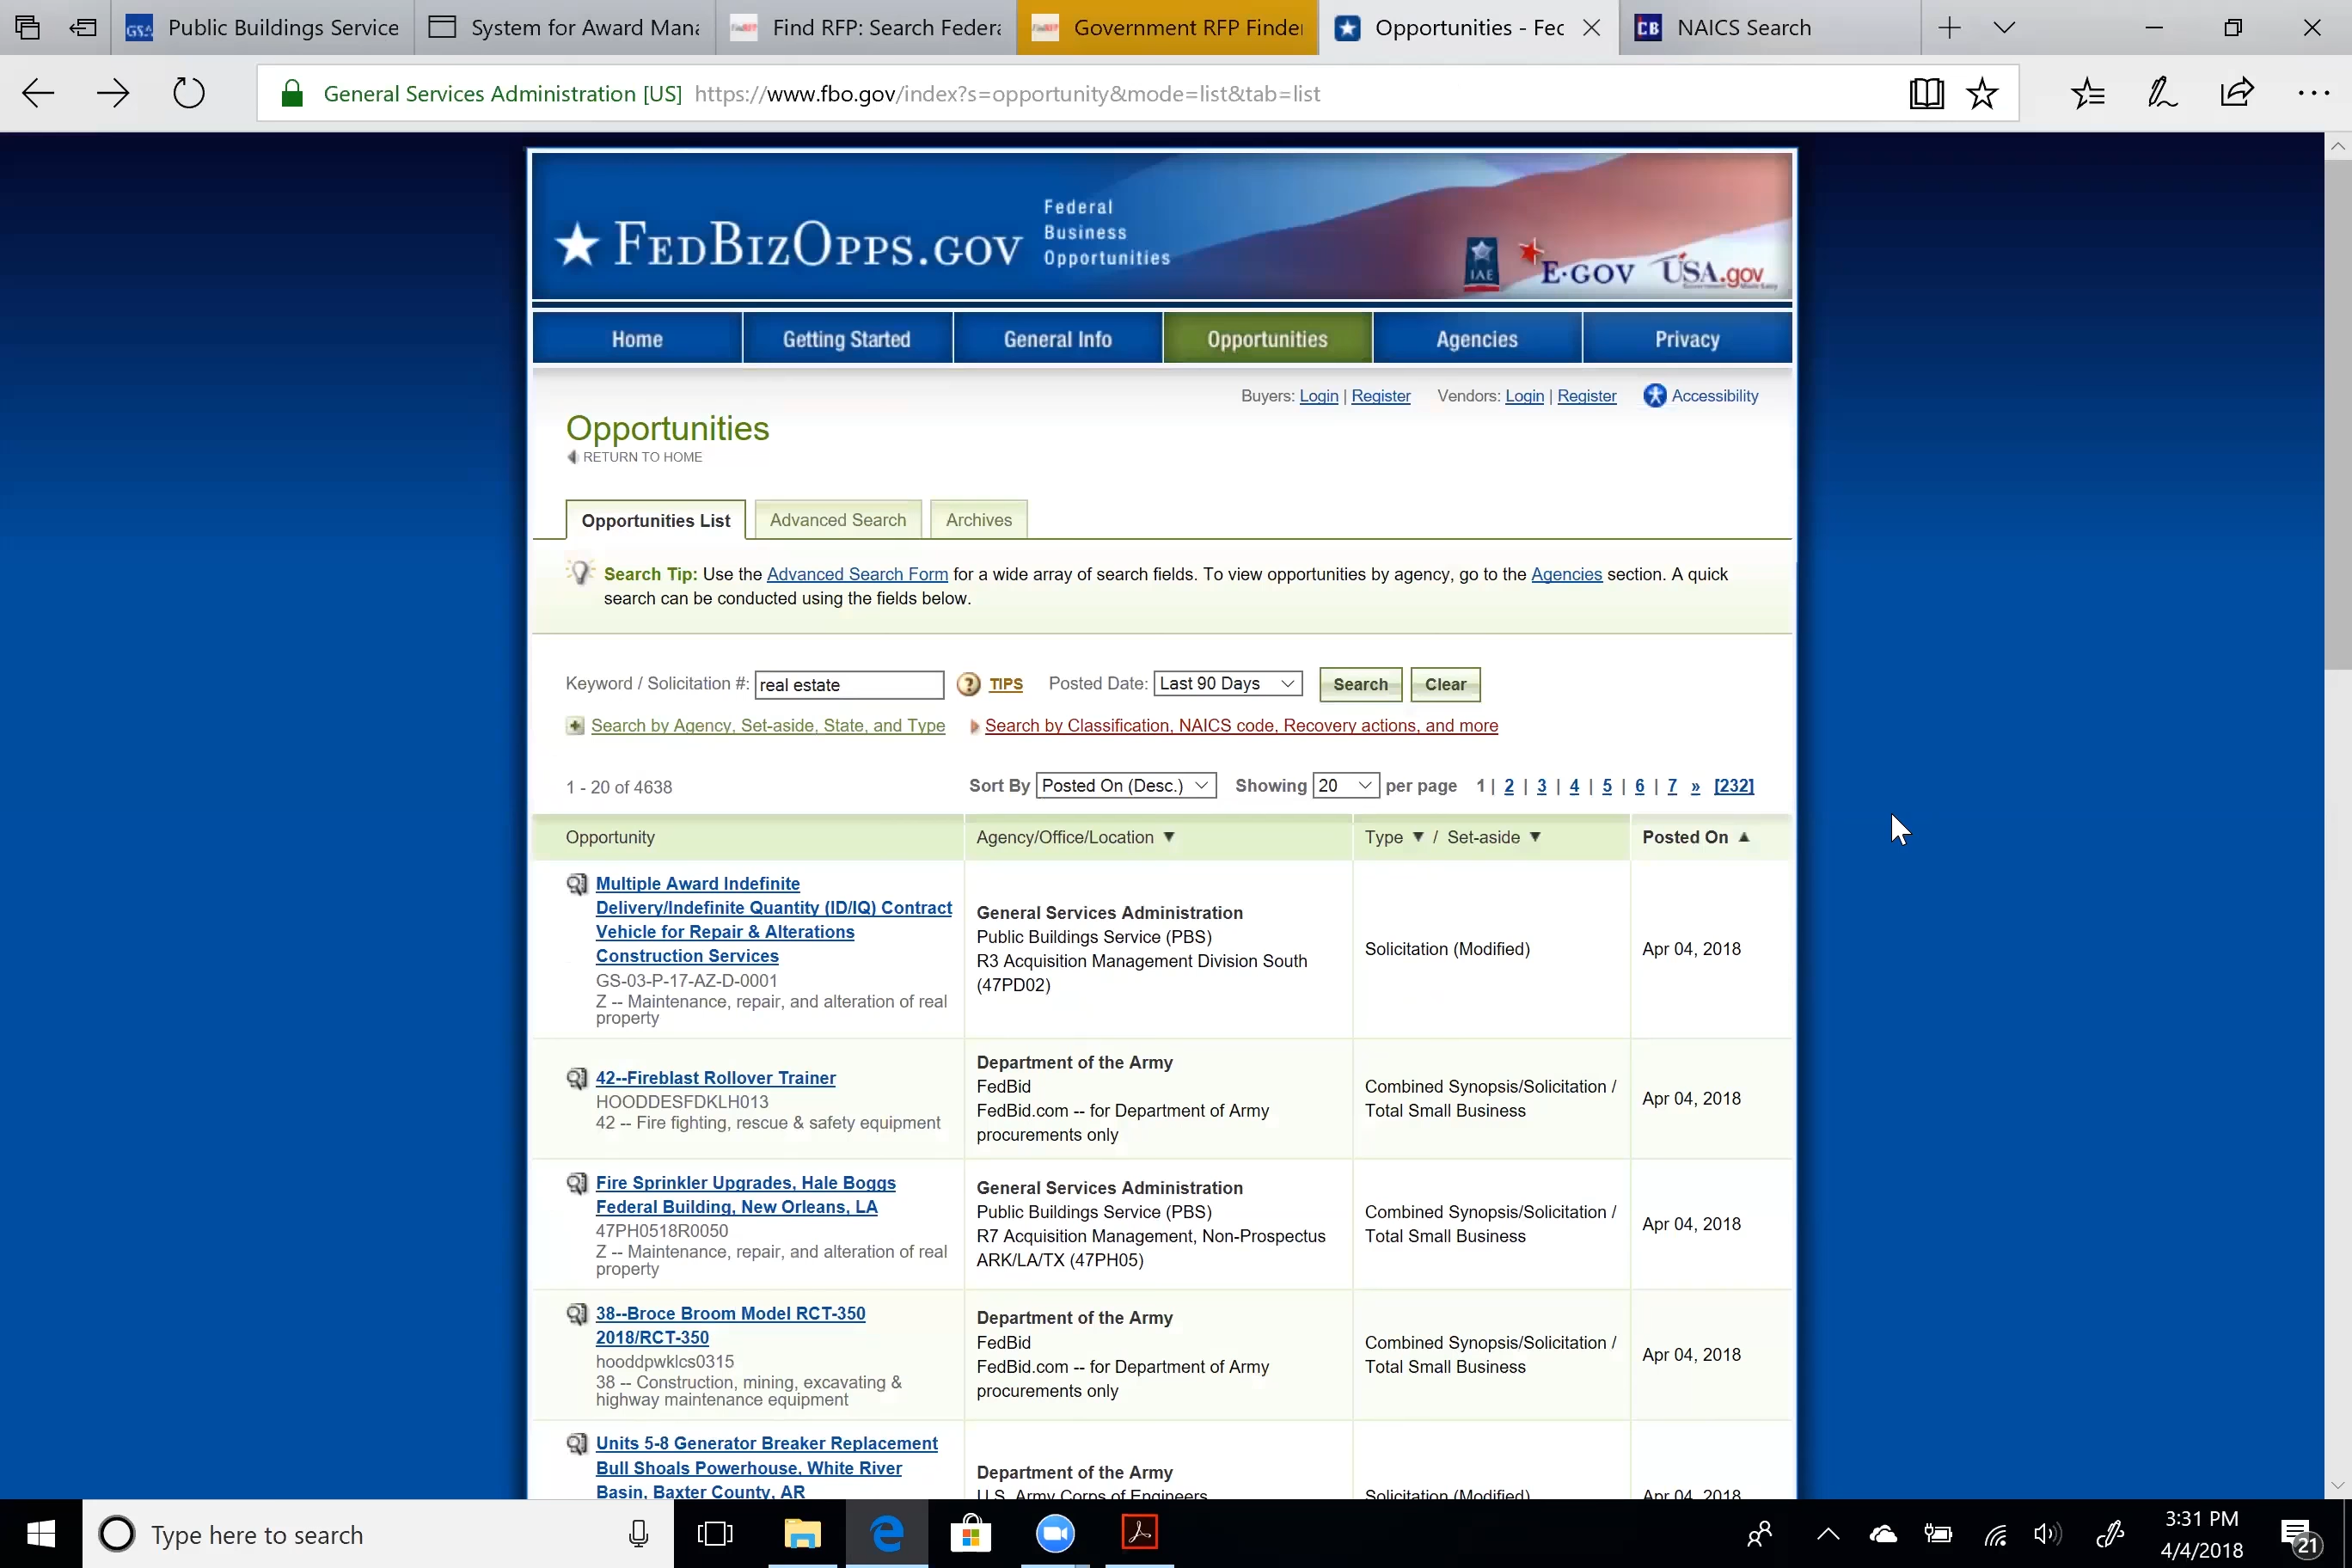 GSA Public Buildings Service
System for Award Mana
Find RFP: Search Federa
Government RFP Finder
Opportunities - Fec
CB NAICS Search
General Services Administration [US] https://www.fbo.gov/index?s=opportunity&mode=list&tab=list
FEDBIZOPPS.GOV
Federal
Business
Opportunities
IAE
E·GOV
USA.gov
Home Getting Started General Info Opportunities Agencies Privacy
Buyers: Login | Register Vendors: Login | Register Accessibility
Opportunities
RETURN TO HOME
Opportunities List Advanced Search Archives
Search Tip: Use the Advanced Search Form for a wide array of search fields. To view opportunities by agency, go to the Agencies section. A quick
search can be conducted using the fields below.
Keyword / Solicitation #: real estate ? TIPS Posted Date: Last 90 Days Search Clear
Search by Agency, Set-aside, State, and Type Search by Classification, NAICS code, Recovery actions, and more
1 - 20 of 4638 Sort By Posted On (Desc.) Showing 20 per page 1 | 2 | 3 | 4 | 5 | 6 | 7 » [232]
Opportunity Agency/Office/Location ▼ Type ▼ / Set-aside ▼ Posted On ▲
Multiple Award Indefinite
Delivery/Indefinite Quantity (ID/IQ) Contract
Vehicle for Repair & Alterations
Construction Services
GS-03-P-17-AZ-D-0001
Z -- Maintenance, repair, and alteration of real
property
General Services Administration
Public Buildings Service (PBS)
R3 Acquisition Management Division South
(47PD02)
Solicitation (Modified)
Apr 04, 2018
42--Fireblast Rollover Trainer
HOODDESFDKLH013
42 -- Fire fighting, rescue & safety equipment
Department of the Army
FedBid
FedBid.com -- for Department of Army
procurements only
Combined Synopsis/Solicitation /
Total Small Business
Apr 04, 2018
Fire Sprinkler Upgrades, Hale Boggs
Federal Building, New Orleans, LA
47PH0518R0050
Z -- Maintenance, repair, and alteration of real
property
General Services Administration
Public Buildings Service (PBS)
R7 Acquisition Management, Non-Prospectus
ARK/LA/TX (47PH05)
Combined Synopsis/Solicitation /
Total Small Business
Apr 04, 2018
38--Broce Broom Model RCT-350
2018/RCT-350
hooddpwklcs0315
38 -- Construction, mining, excavating &
highway maintenance equipment
Department of the Army
FedBid
FedBid.com -- for Department of Army
procurements only
Combined Synopsis/Solicitation /
Total Small Business
Apr 04, 2018
Units 5-8 Generator Breaker Replacement
Bull Shoals Powerhouse, White River
Basin, Baxter County, AR
Department of the Army
U.S. Army Corps of Engineers
Solicitation (Modified)
Apr 04, 2018
Type here to search
3:31 PM
4/4/2018
21